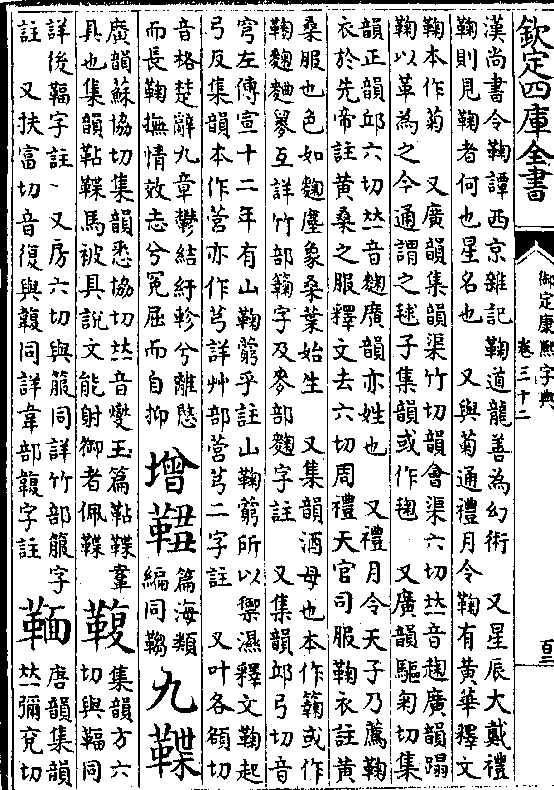 欽定四庫全書
御定康熙字典
卷三十二
漢尚書令鞠譚西京雜記 鞠道龍善為幻術 又星辰大戴禮
鞠則見鞠者何也星名也 又與菊通禮月令鞠有黃華釋文
鞠本作菊 又廣韻集韻渠竹切韻會渠六切𠀤音趜廣韻蹋
鞠以革為之今通謂之毬子集韻或作毱 又廣韻驅匊切集
韻正韻邱六切𠀤音麴廣韻亦姓也 又禮月令天子乃薦鞠
衣於先帝註黃桑之服釋文去六切周禮天官司服鞠衣註黃
桑服也色如麴塵象桑葉始生 又集韻酒母也本作𥶶或作
鞠麴麯互詳竹部𥶶字及麥部麴字註 又集韻邱弓切音
穹左傳宣十二年有山鞠窮乎註山鞠窮所以禦濕釋文鞠起
弓反集韻本作营亦作芎詳艸部营芎二字註 又叶各頟切
音格楚辭九章鬱結紆軫兮離慜
而長鞠撫情效志兮冤屈而自抑
增
篇海類
編同
九
鞢
廣韻蘇協切集韻悉協切𠀤音燮玉篇鞊鞢鞌
具也集韻鞊鞢馬被具說文能射御者佩鞢
集韻方六
切與鞴同
詳後鞴字註 又房六切與箙同詳竹部箙字
註 又扶富切音復與䪖同詳韋部䪖字註
鞕
唐韻集韻
𠀤彌兖切